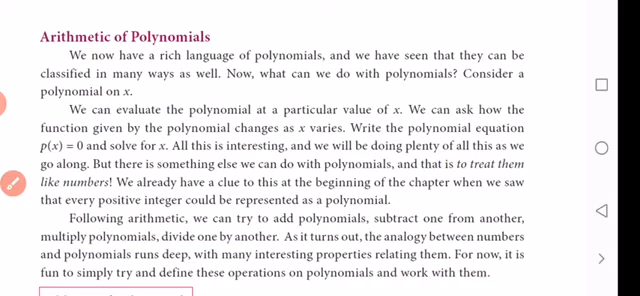 Arithmetic of Polynomials
We now have a rich language of polynomials, and we have seen that they can be
classified in many ways as well. Now, what can we do with polynomials? Consider a
polynomial on x.
We can evaluate the polynomial at a particular value of x. We can ask how the
function given by the polynomial changes as x varies. Write the polynomial equation
p(x) = 0 and solve for x. All this is interesting, and we will be doing plenty of all this as we
go along. But there is something else we can do with polynomials, and that is to treat them
like numbers! We already have a clue to this at the beginning of the chapter when we saw
that every positive integer could be represented as a polynomial.
Following arithmetic, we can try to add polynomials, subtract one from another,
multiply polynomials, divide one by another. As it turns out, the analogy between numbers
and polynomials runs deep, with many interesting properties relating them. For now, it is
fun to simply try and define these operations on polynomials and work with them.